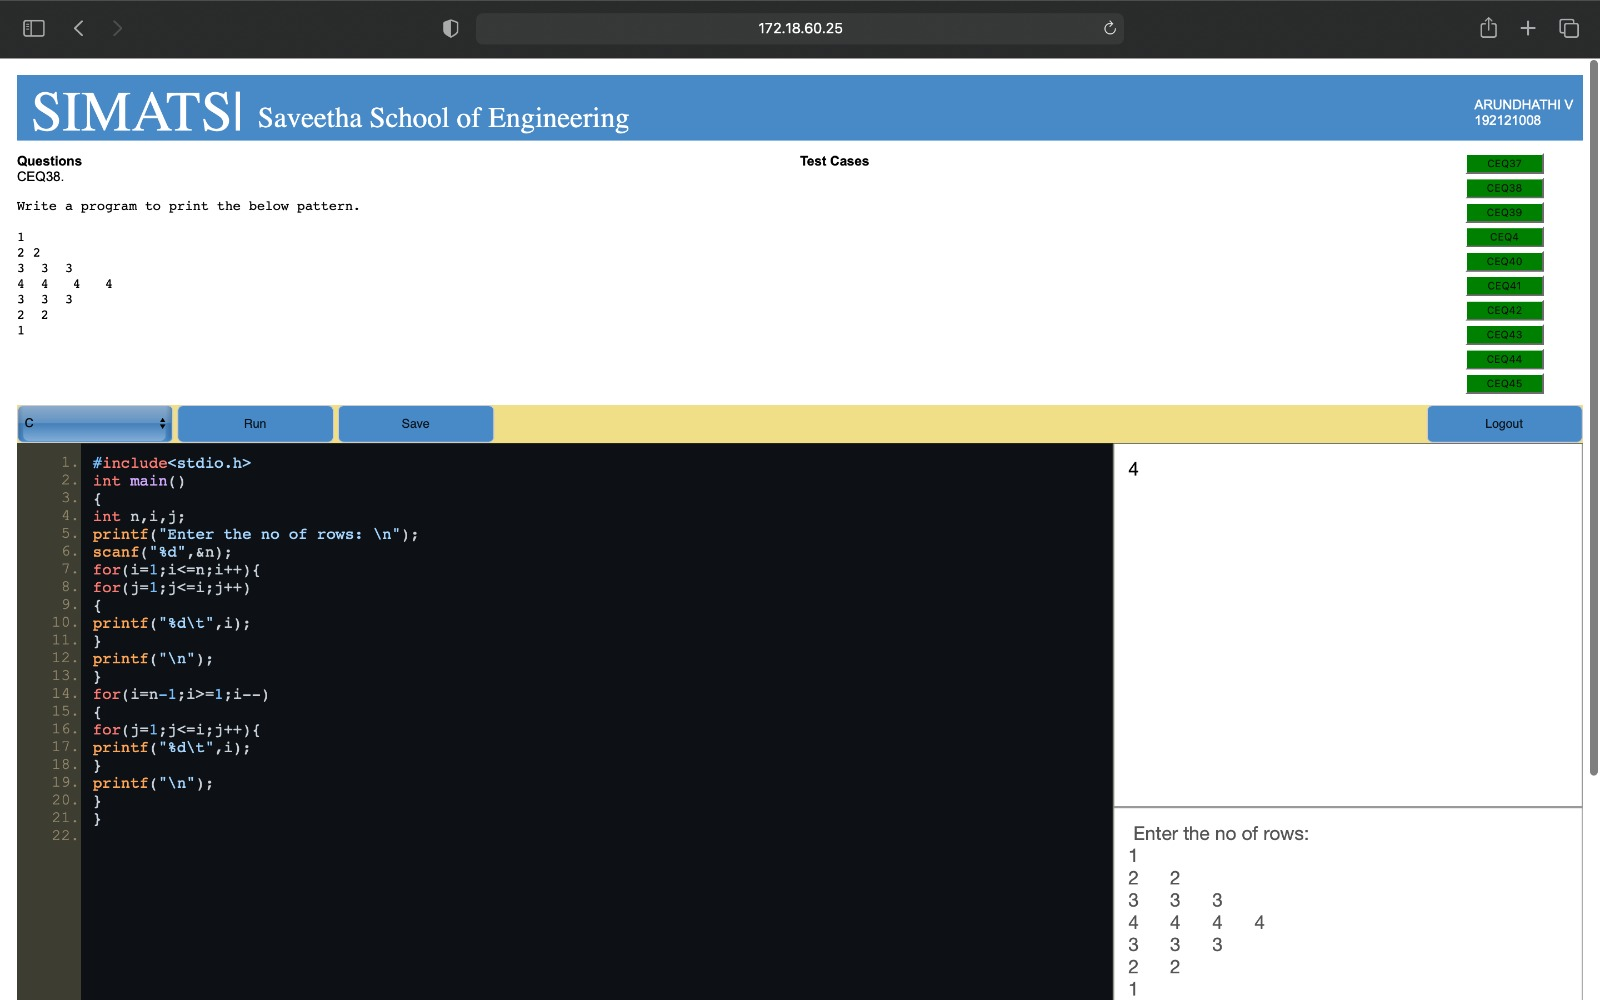 172.18.60.25
SIMATS| Saveetha School of Engineering
ARUNDHATHI V
192121008
Questions
CEQ38.
Write a program to print the below pattern.
1
2 2
3 3 3
4 4 4 4
3 3 3
2 2
1
Test Cases
CEQ37
CEQ38
CEQ39
CEQ4
CEQ40
CEQ41
CEQ42
CEQ43
CEQ44
CEQ45
C
Run
Save
Logout
1. #include<stdio.h>
2. int main()
3. {
4. int n,i,j;
5. printf("Enter the no of rows: \n");
6. scanf("%d",&n);
7. for(i=1;i<=n;i++){
8. for(j=1;j<=i;j++)
9. {
10. printf("%d\t",i);
11. }
12. printf("\n");
13. }
14. for(i=n-1;i>=1;i--)
15. {
16. for(j=1;j<=i;j++){
17. printf("%d\t",i);
18. }
19. printf("\n");
20. }
21. }
22.
4
Enter the no of rows:
1
2 2
3 3 3
4 4 4 4
3 3 3
2 2
1